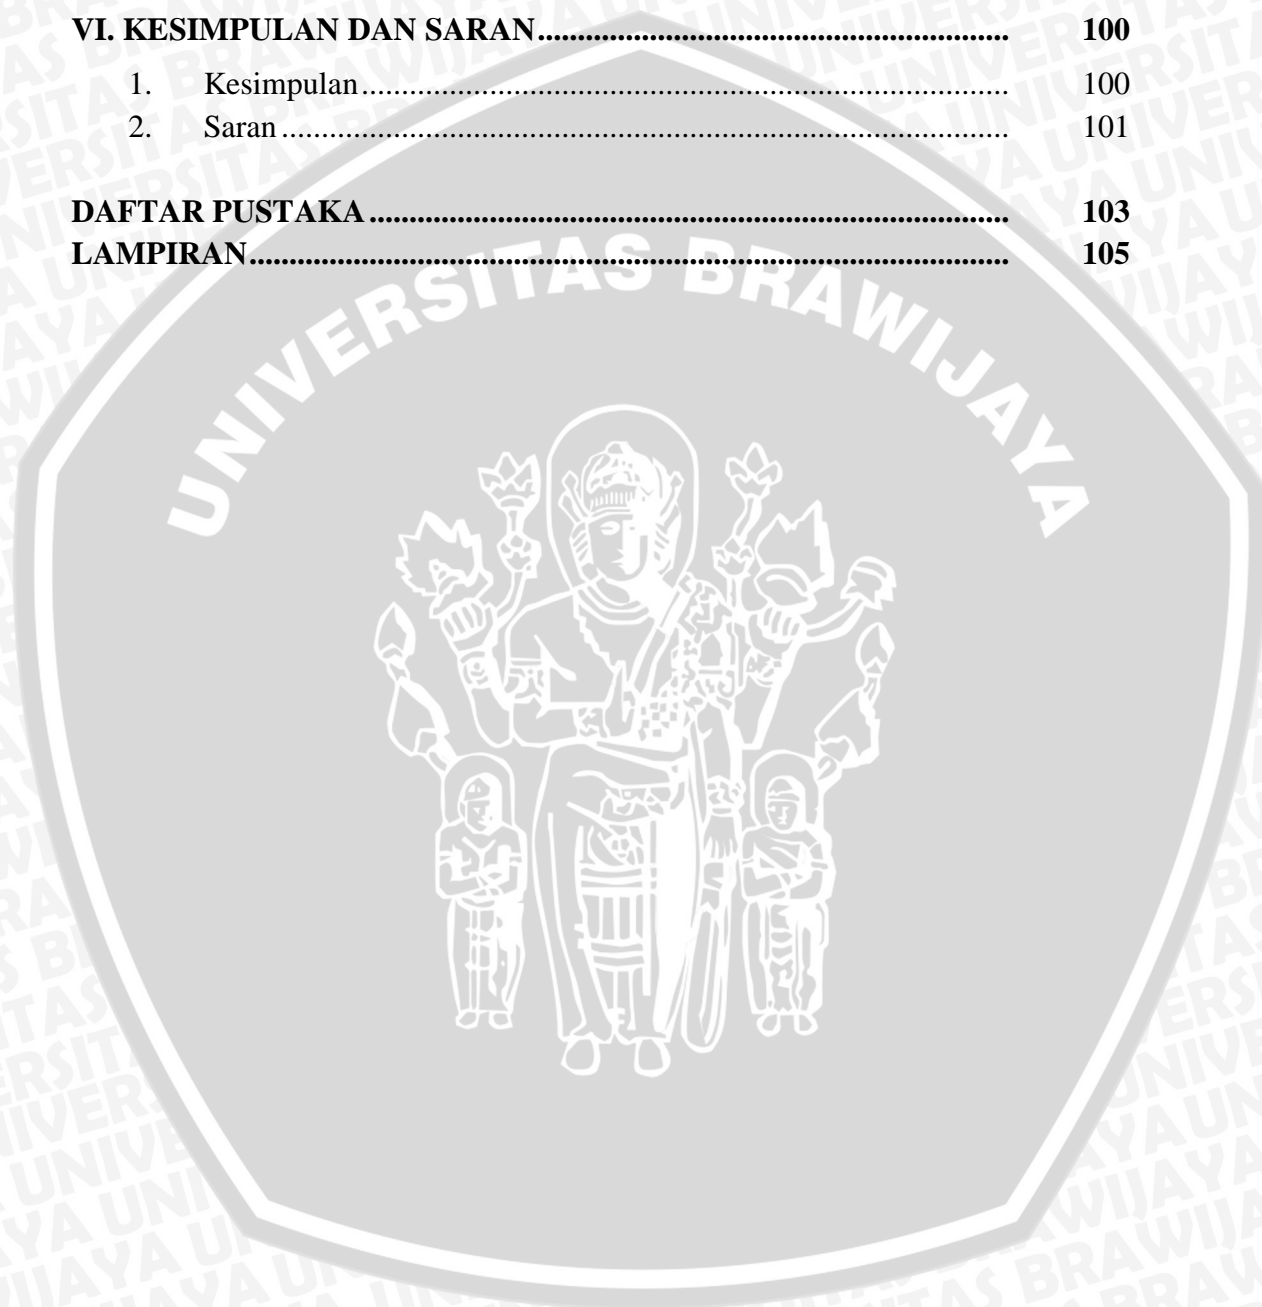 VI. KESIMPULAN DAN SARAN........................................................... 100
1. Kesimpulan................................................................................. 100
2. Saran........................................................................................... 101
DAFTAR PUSTAKA................................................................................ 103
LAMPIRAN............................................................................................... 105
UNIVERSITAS BRAWIJAYA